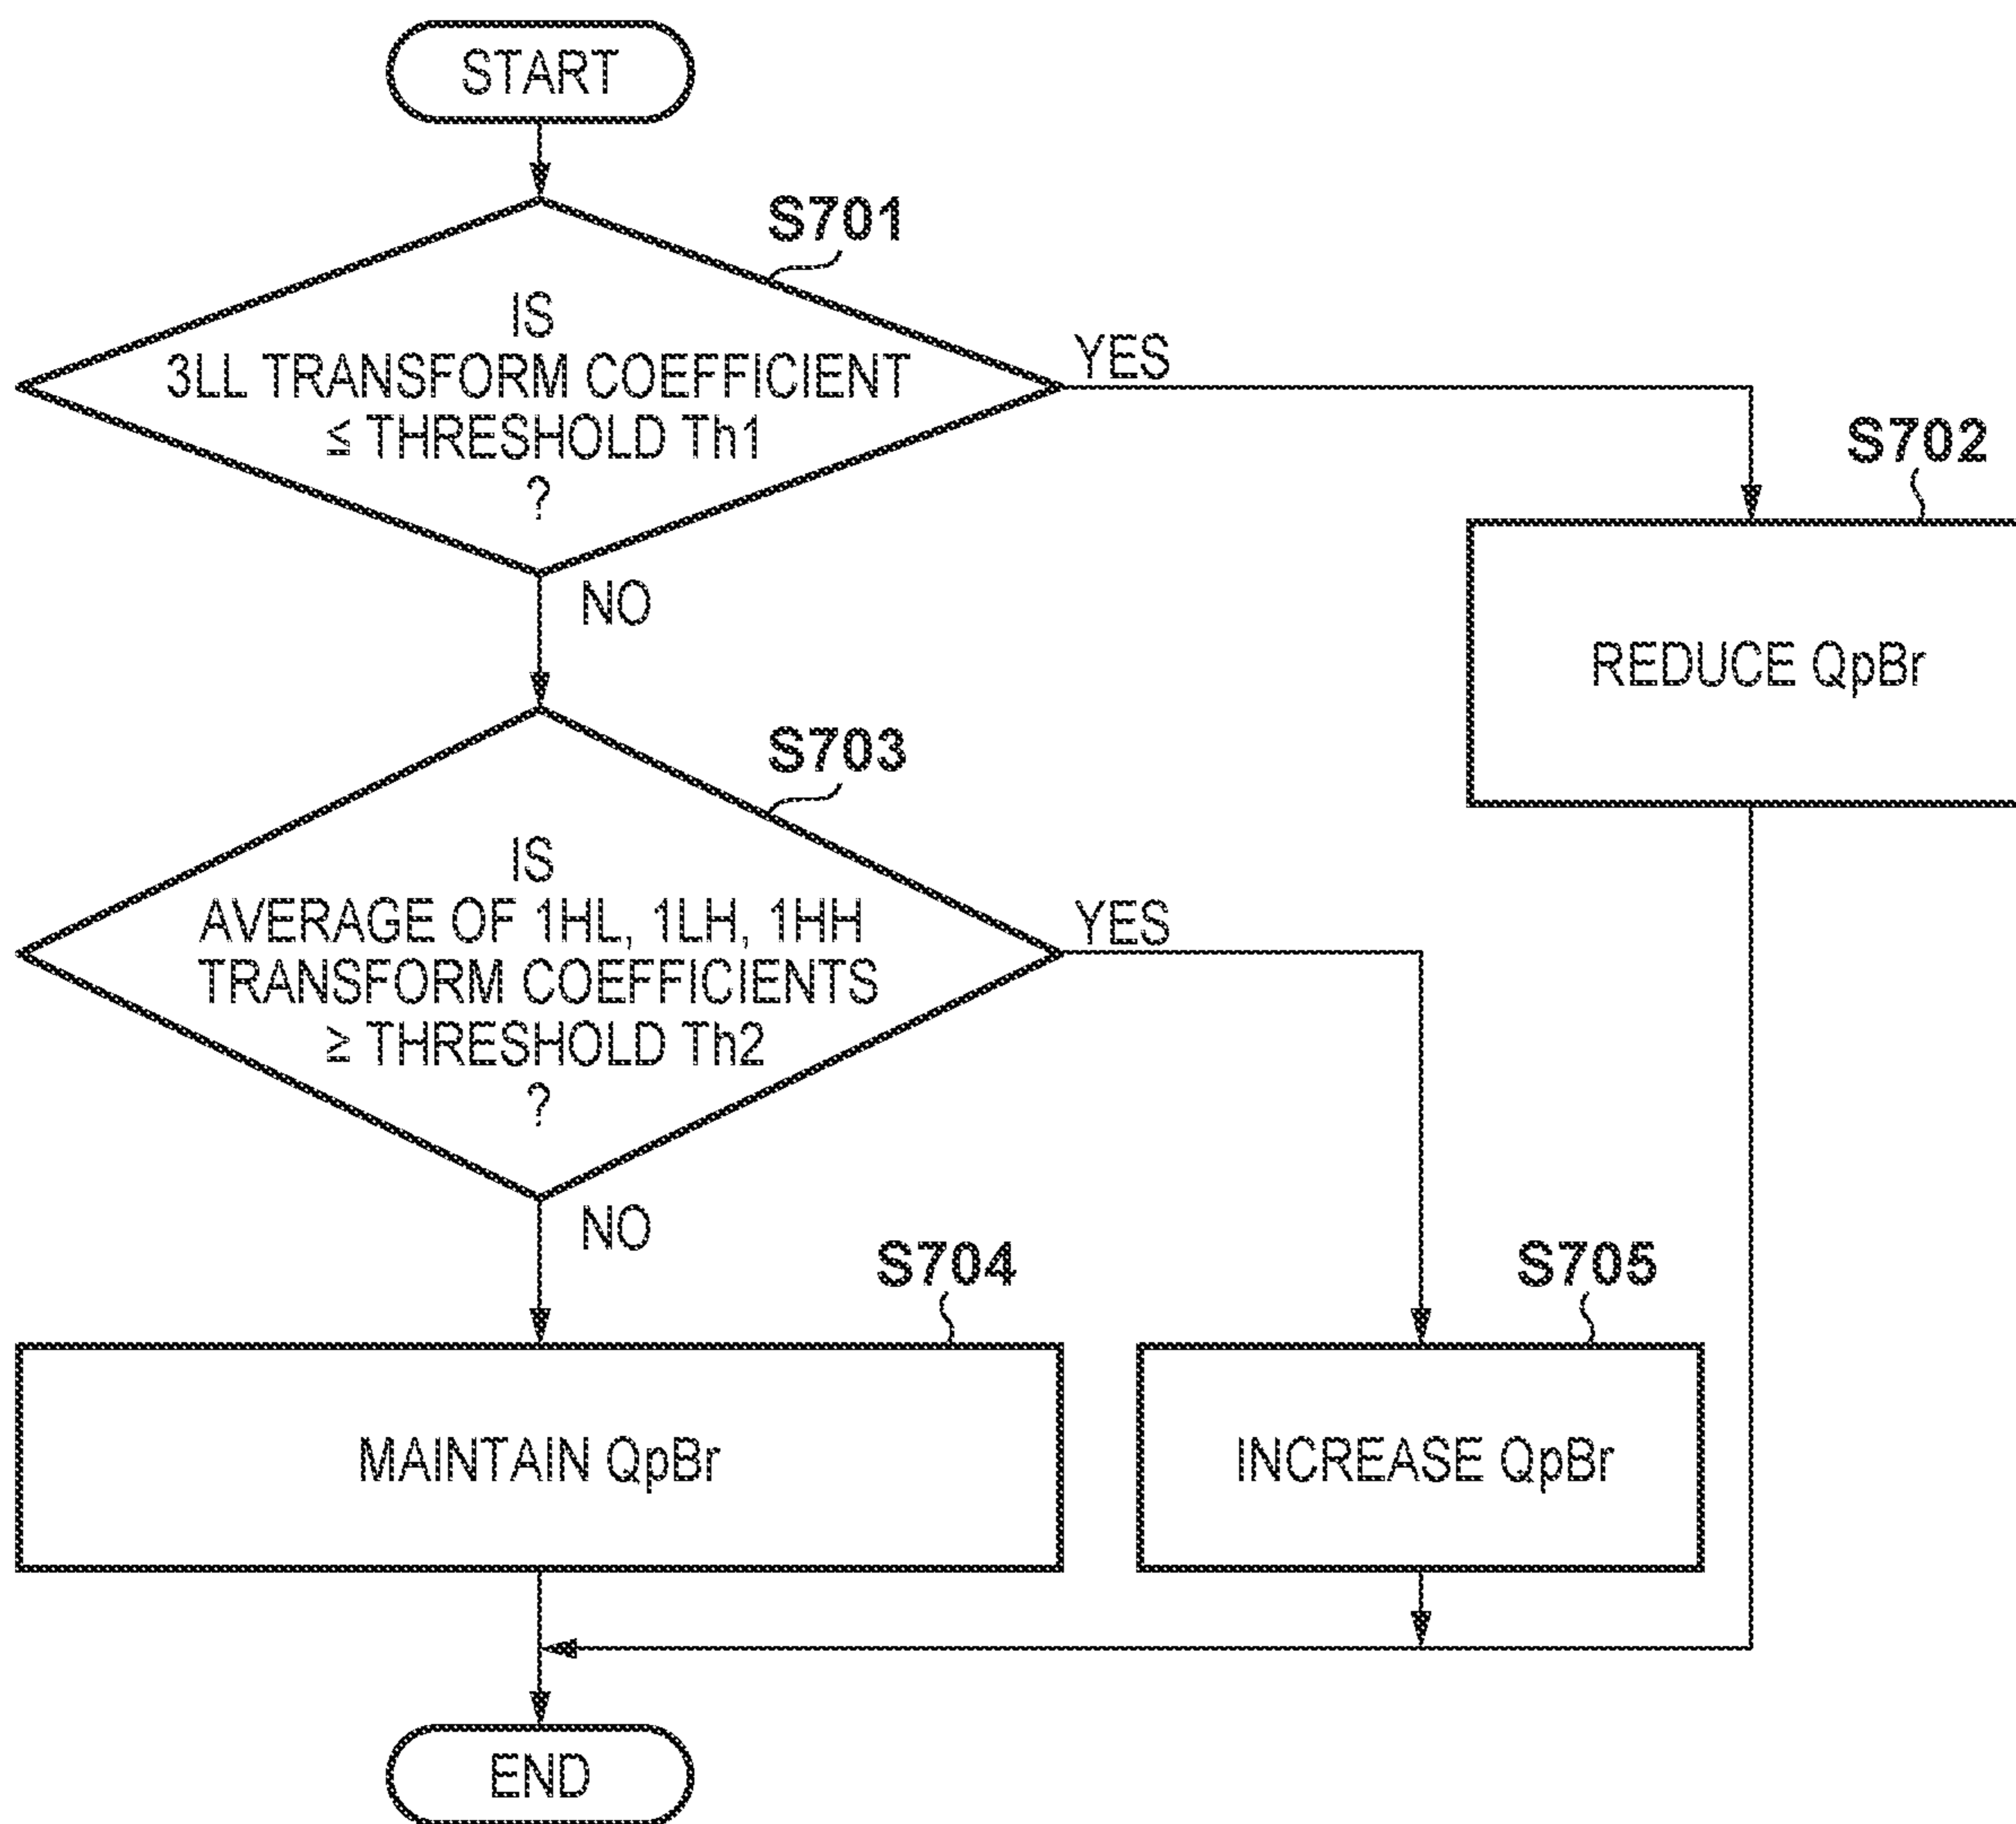 START
S701
IS
3LL TRANSFORM COEFFICIENT
≤ THRESHOLD Th1
?
YES
NO
S702
REDUCE QpBr
S703
IS
AVERAGE OF 1HL, 1LH, 1HH
TRANSFORM COEFFICIENTS
≥ THRESHOLD Th2
?
YES
NO
S704
MAINTAIN QpBr
S705
INCREASE QpBr
END